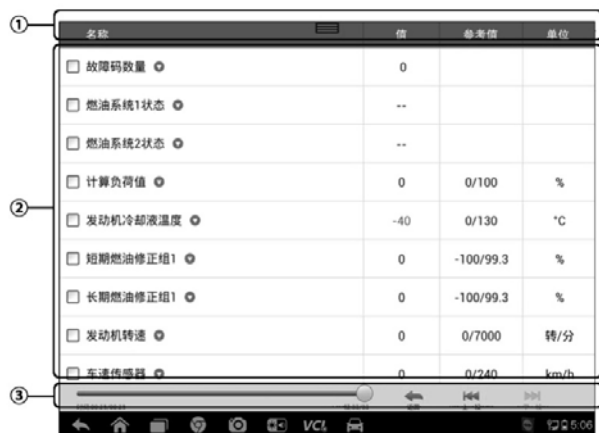 ①
名称 值 参考值 单位
②
故障码数量 0
燃油系统1状态 --
燃油系统2状态 --
计算负荷值 0 0/100 %
发动机冷却液温度 -40 0/130 °C
短期燃油修正组1 0 -100/99.3 %
长期燃油修正组1 0 -100/99.3 %
发动机转速 0 0/7000 转/分
车速传感器 0 0/240 km/h
③
VCI 5:06